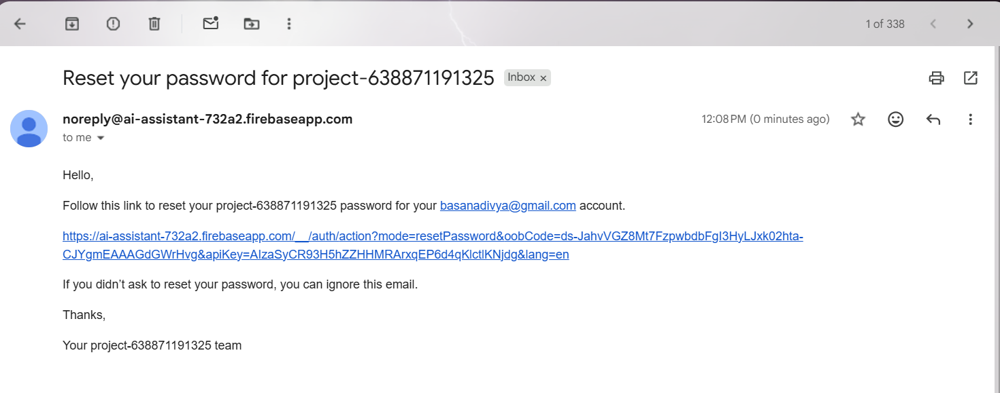 1 of 338
Reset your password for project-638871191325 Inbox ×
noreply@ai-assistant-732a2.firebaseapp.com 12:08 PM (0 minutes ago)
to me
Hello,
Follow this link to reset your project-638871191325 password for your basanadivya@gmail.com account.
https://ai-assistant-732a2.firebaseapp.com/__/auth/action?mode=resetPassword&oobCode=ds-JahvVGZ8Mt7FzpwbdbFgI3HyLJxk02hta-
CJYgmEAAAGdGWrHvg&apiKey=AIzaSyCR93H5hZZHHMRArxqEP6d4qKlctlKNjdg&lang=en
If you didn’t ask to reset your password, you can ignore this email.
Thanks,
Your project-638871191325 team